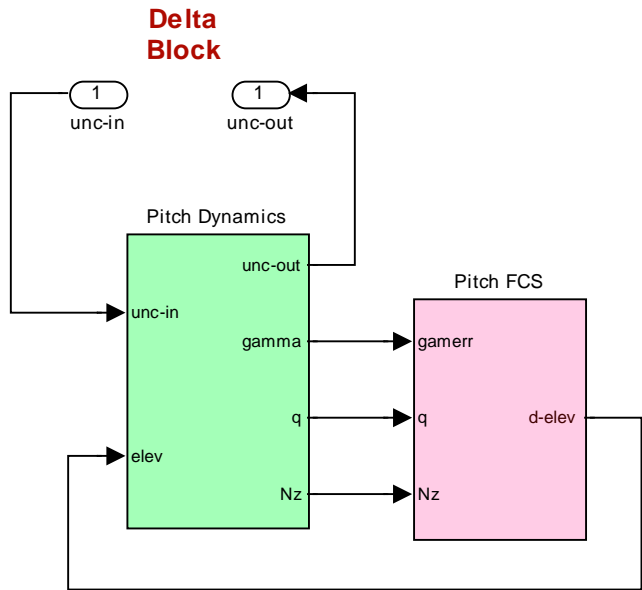 Delta
Block
1
1
unc-in
unc-out
Pitch Dynamics
unc-out
Pitch FCS
unc-in
gamma
gamerr
q
q
d-elev
elev
Nz
Nz